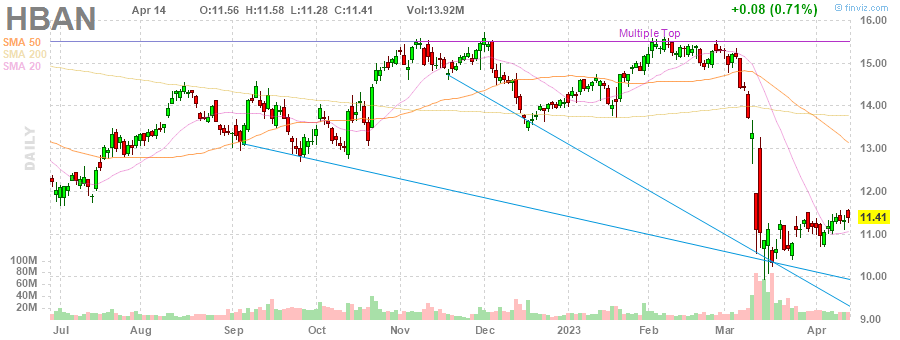 HBAN Apr 14 O:11.56 H:11.58 L:11.28 C:11.41 Vol:13.92M +0.08 (0.71%) @ finviz.com
SMA 50
SMA 200
SMA 20
Multiple Top
DAILY
16.00
15.00
14.00
13.00
12.00
11.41
11.00
10.00
9.00
100M
80M
60M
40M
20M
Jul Aug Sep Oct Nov Dec 2023 Feb Mar Apr